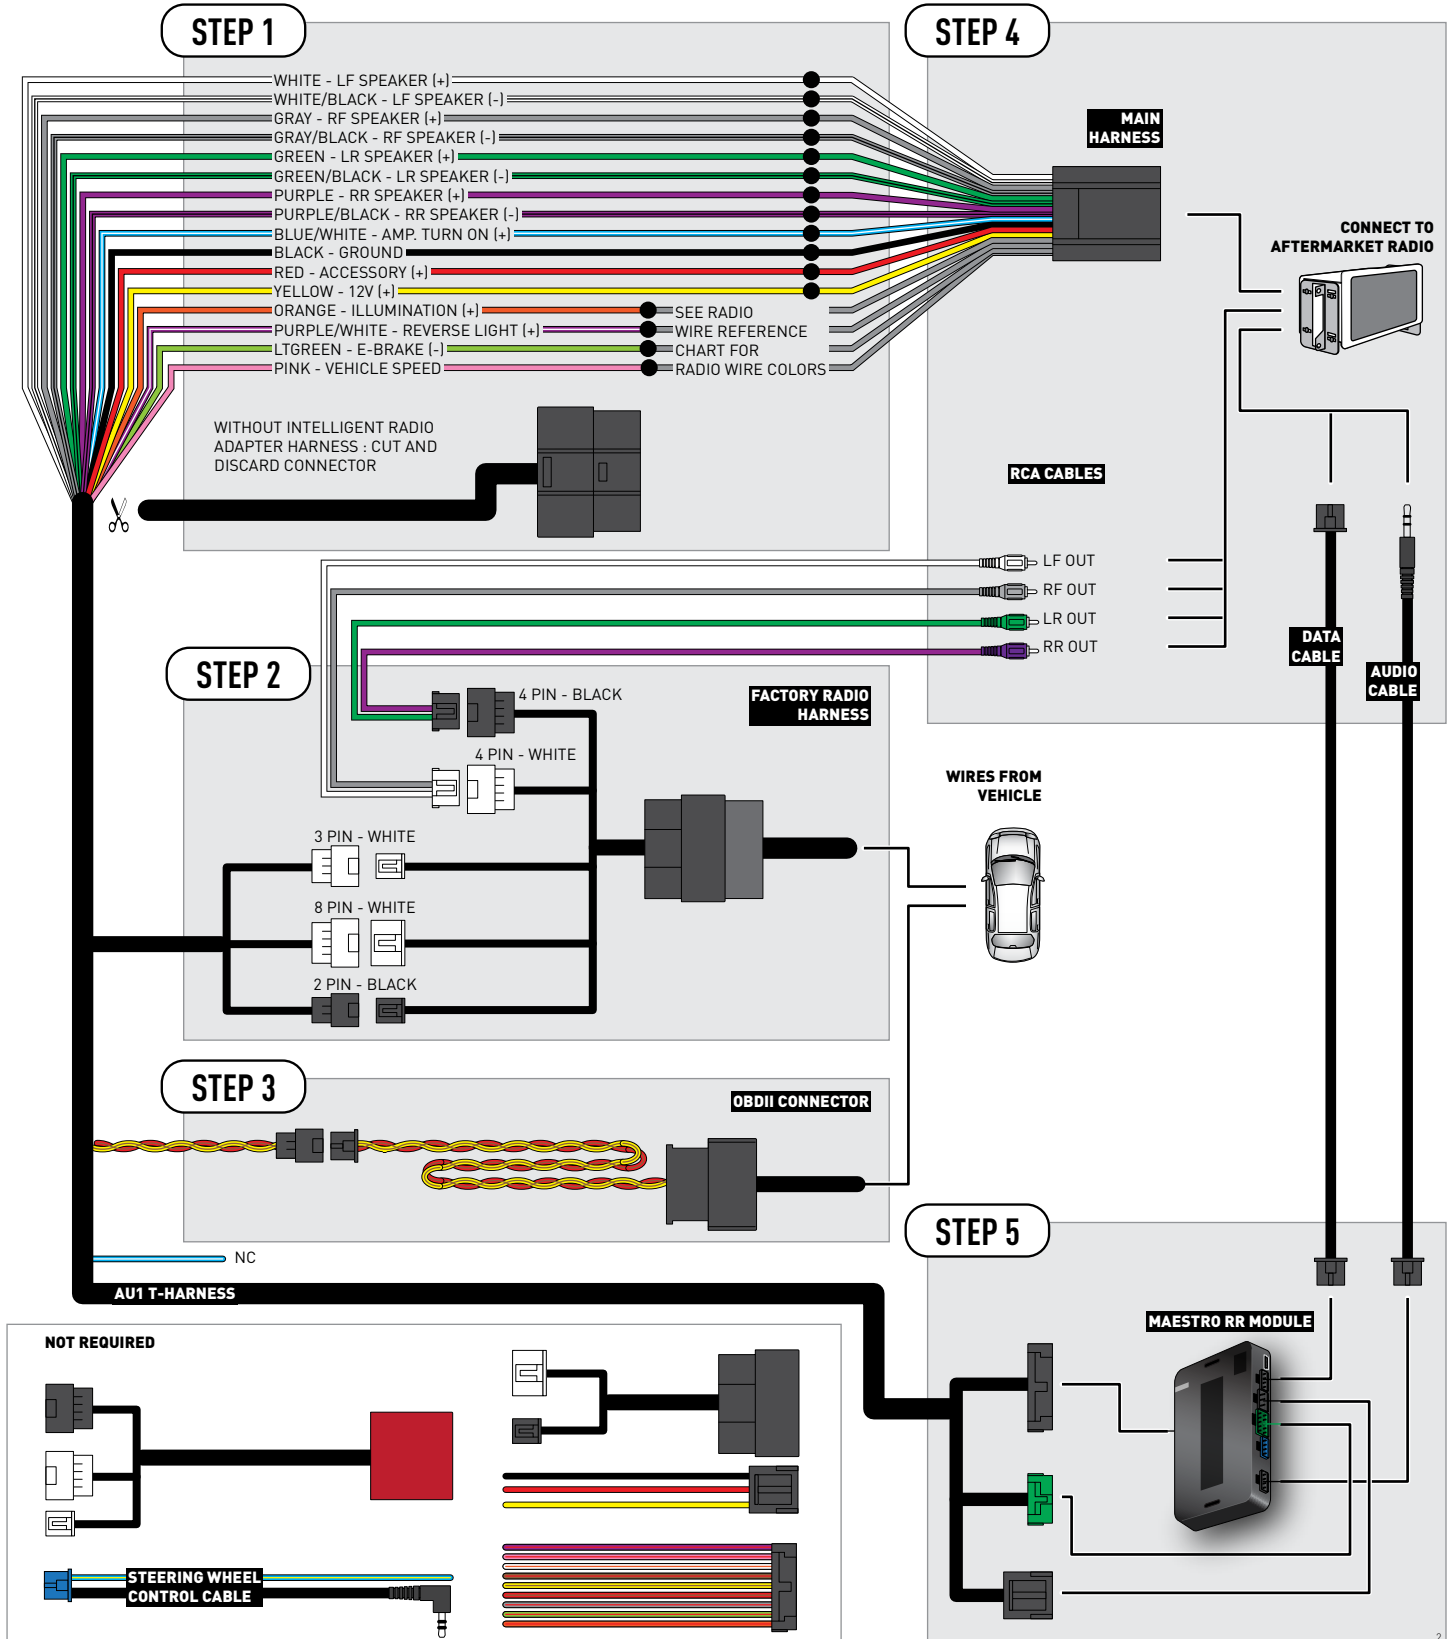 STEP 1
WHITE - LF SPEAKER (+)
WHITE/BLACK - LF SPEAKER (-)
GRAY - RF SPEAKER (+)
GRAY/BLACK - RF SPEAKER (-)
GREEN - LR SPEAKER (+)
GREEN/BLACK - LR SPEAKER (-)
PURPLE - RR SPEAKER (+)
PURPLE/BLACK - RR SPEAKER (-)
BLUE/WHITE - AMP. TURN ON (+)
BLACK - GROUND
RED - ACCESSORY (+)
YELLOW - 12V (+)
ORANGE - ILLUMINATION (+)
PURPLE/WHITE - REVERSE LIGHT (+)
LTGREEN - E-BRAKE (-)
PINK - VEHICLE SPEED
SEE RADIO
WIRE REFERENCE
CHART FOR
RADIO WIRE COLORS
WITHOUT INTELLIGENT RADIO
ADAPTER HARNESS : CUT AND
DISCARD CONNECTOR
STEP 4
MAIN
HARNESS
CONNECT TO
AFTERMARKET RADIO
RCA CABLES
LF OUT
RF OUT
LR OUT
RR OUT
DATA
CABLE
AUDIO
CABLE
STEP 2
FACTORY RADIO
HARNESS
4 PIN - BLACK
4 PIN - WHITE
3 PIN - WHITE
8 PIN - WHITE
2 PIN - BLACK
WIRES FROM
VEHICLE
STEP 3
OBDII CONNECTOR
NC
AU1 T-HARNESS
STEP 5
MAESTRO RR MODULE
NOT REQUIRED
STEERING WHEEL
CONTROL CABLE
2